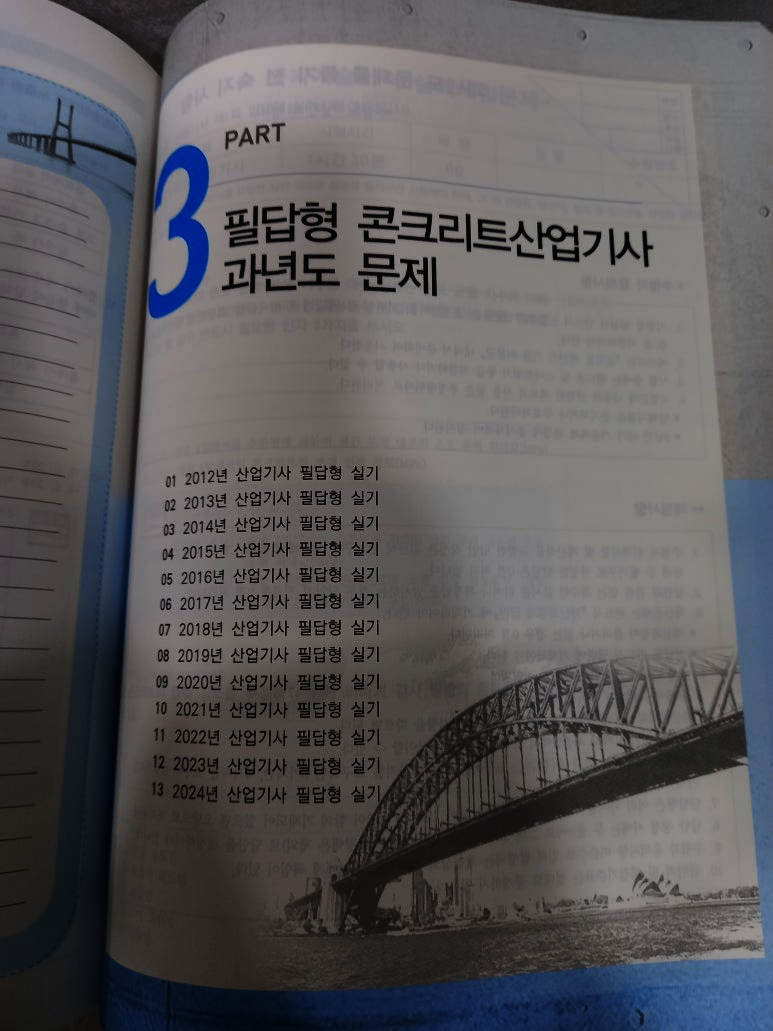 PART
3
필답형 콘크리트산업기사
과년도 문제
01 2012년 산업기사 필답형 실기
02 2013년 산업기사 필답형 실기
03 2014년 산업기사 필답형 실기
04 2015년 산업기사 필답형 실기
05 2016년 산업기사 필답형 실기
06 2017년 산업기사 필답형 실기
07 2018년 산업기사 필답형 실기
08 2019년 산업기사 필답형 실기
09 2020년 산업기사 필답형 실기
10 2021년 산업기사 필답형 실기
11 2022년 산업기사 필답형 실기
12 2023년 산업기사 필답형 실기
13 2024년 산업기사 필답형 실기